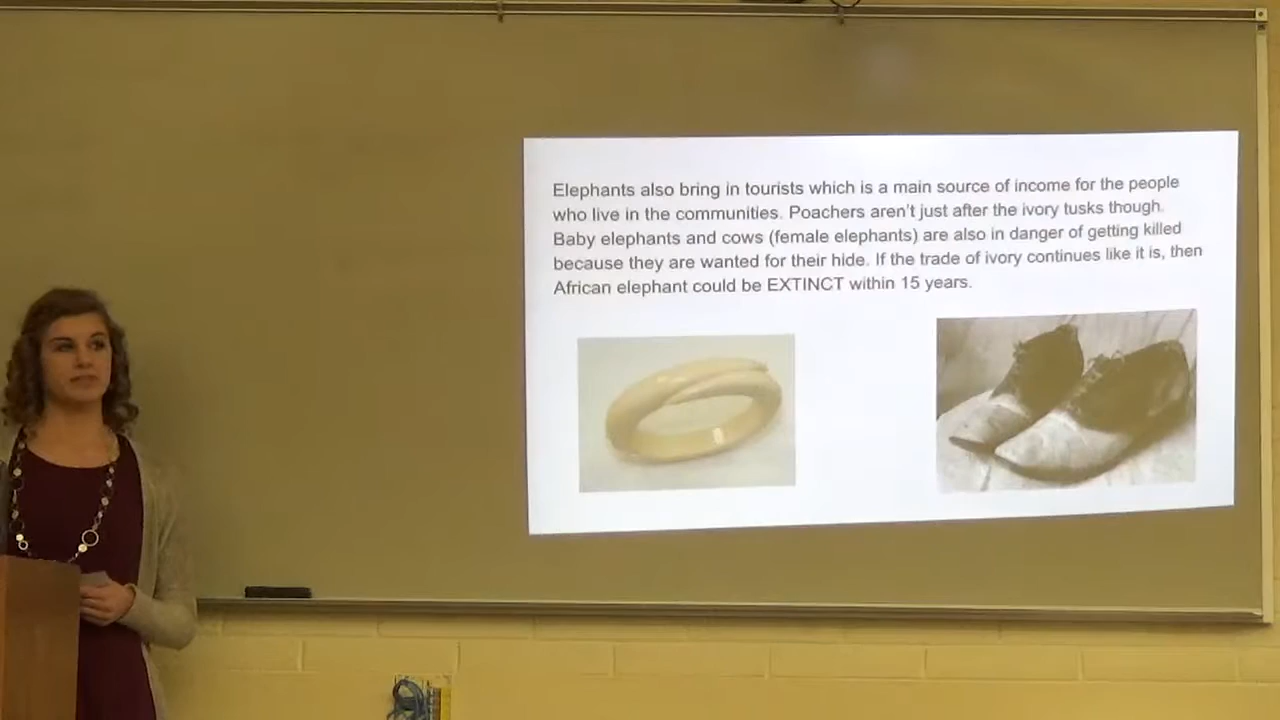 Elephants also bring in tourists which is a main source of income for the people
who live in the communities. Poachers aren't just after the ivory tusks though.
Baby elephants and cows (female elephants) are also in danger of getting killed
because they are wanted for their hide. If the trade of ivory continues like it is, then
African elephant could be EXTINCT within 15 years.